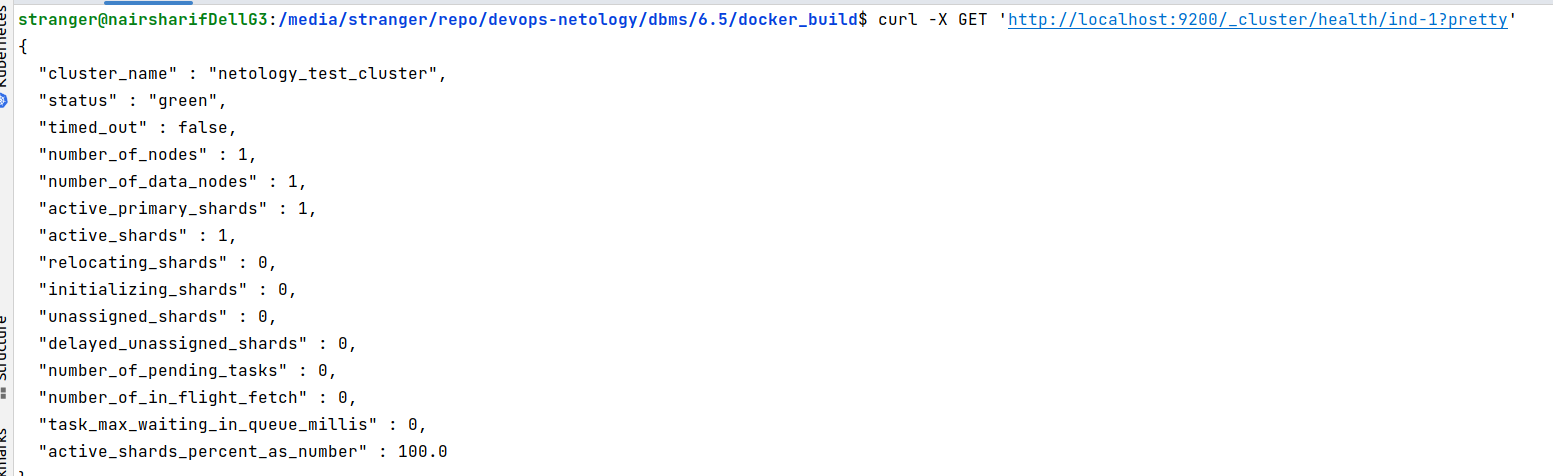 stranger@nairsharifDellG3:/media/stranger/repo/devops-netology/dbms/6.5/docker_build$ curl -X GET 'http://localhost:9200/_cluster/health/ind-1?pretty'
{
  "cluster_name" : "netology_test_cluster",
  "status" : "green",
  "timed_out" : false,
  "number_of_nodes" : 1,
  "number_of_data_nodes" : 1,
  "active_primary_shards" : 1,
  "active_shards" : 1,
  "relocating_shards" : 0,
  "initializing_shards" : 0,
  "unassigned_shards" : 0,
  "delayed_unassigned_shards" : 0,
  "number_of_pending_tasks" : 0,
  "number_of_in_flight_fetch" : 0,
  "task_max_waiting_in_queue_millis" : 0,
  "active_shards_percent_as_number" : 100.0
Kubernetes
Structure